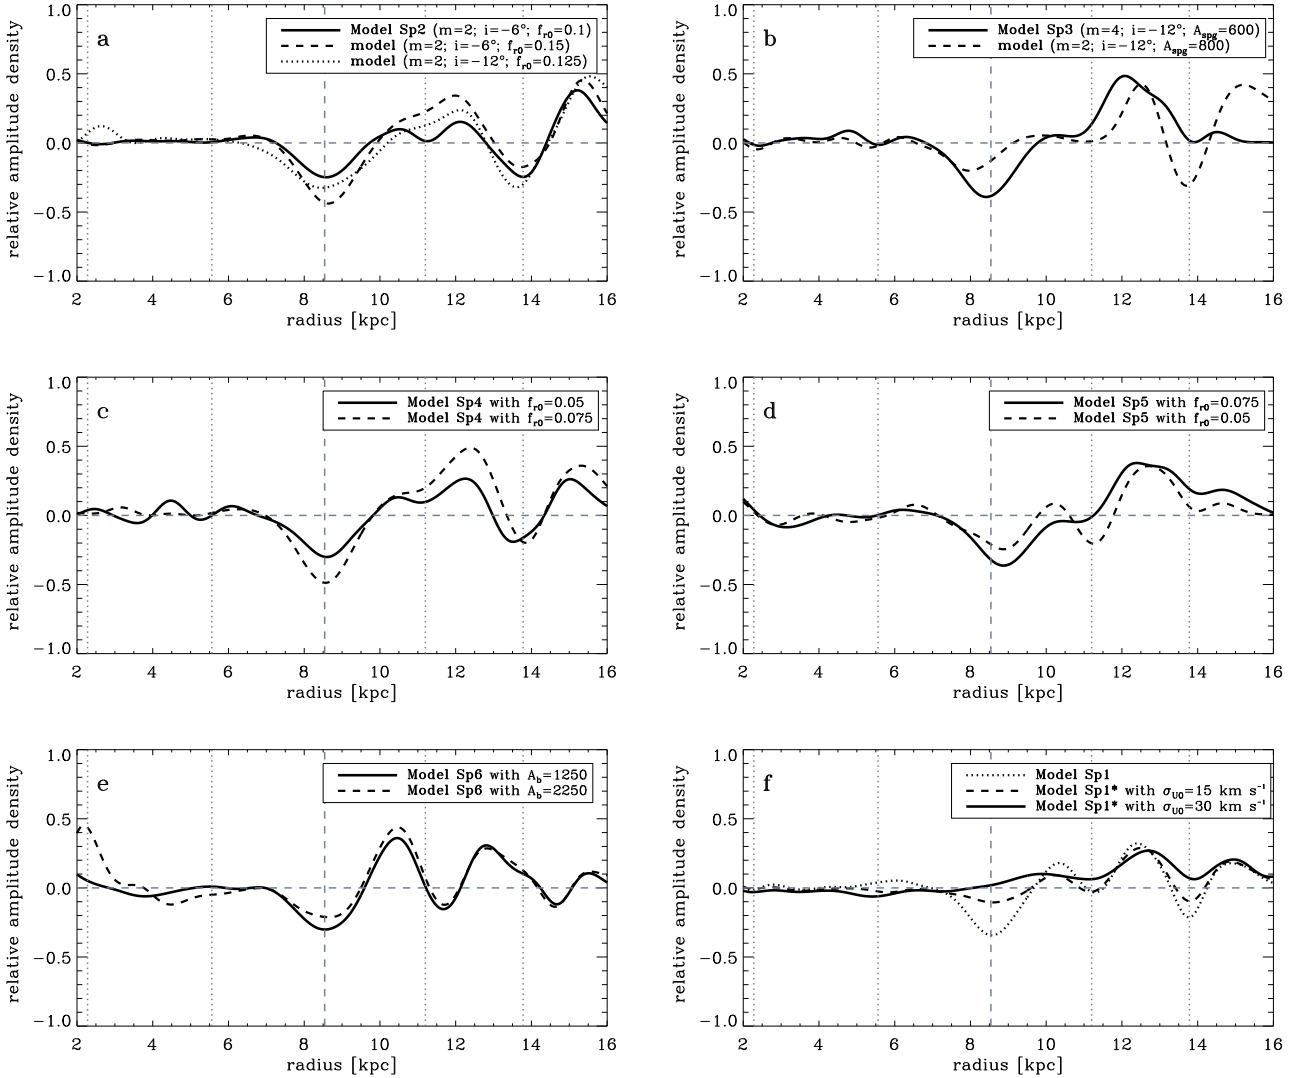 a
Model Sp2 (m=2; i=−6°; f_r0=0.1)
model (m=2; i=−6°; f_r0=0.15)
model (m=2; i=−12°; f_r0=0.125)
relative amplitude density
1.0
0.5
0.0
−0.5
−1.0
2 4 6 8 10 12 14 16
radius [kpc]
b
Model Sp3 (m=4; i=−12°; A_spg=600)
model (m=2; i=−12°; A_spg=800)
relative amplitude density
1.0
0.5
0.0
−0.5
−1.0
2 4 6 8 10 12 14 16
radius [kpc]
c
Model Sp4 with f_r0=0.05
Model Sp4 with f_r0=0.075
relative amplitude density
1.0
0.5
0.0
−0.5
−1.0
2 4 6 8 10 12 14 16
radius [kpc]
d
Model Sp5 with f_r0=0.075
Model Sp5 with f_r0=0.05
relative amplitude density
1.0
0.5
0.0
−0.5
−1.0
2 4 6 8 10 12 14 16
radius [kpc]
e
Model Sp6 with A_b=1250
Model Sp6 with A_b=2250
relative amplitude density
1.0
0.5
0.0
−0.5
−1.0
2 4 6 8 10 12 14 16
radius [kpc]
f
Model Sp1
Model Sp1* with σ_U0=15 km s⁻¹
Model Sp1* with σ_U0=30 km s⁻¹
relative amplitude density
1.0
0.5
0.0
−0.5
−1.0
2 4 6 8 10 12 14 16
radius [kpc]